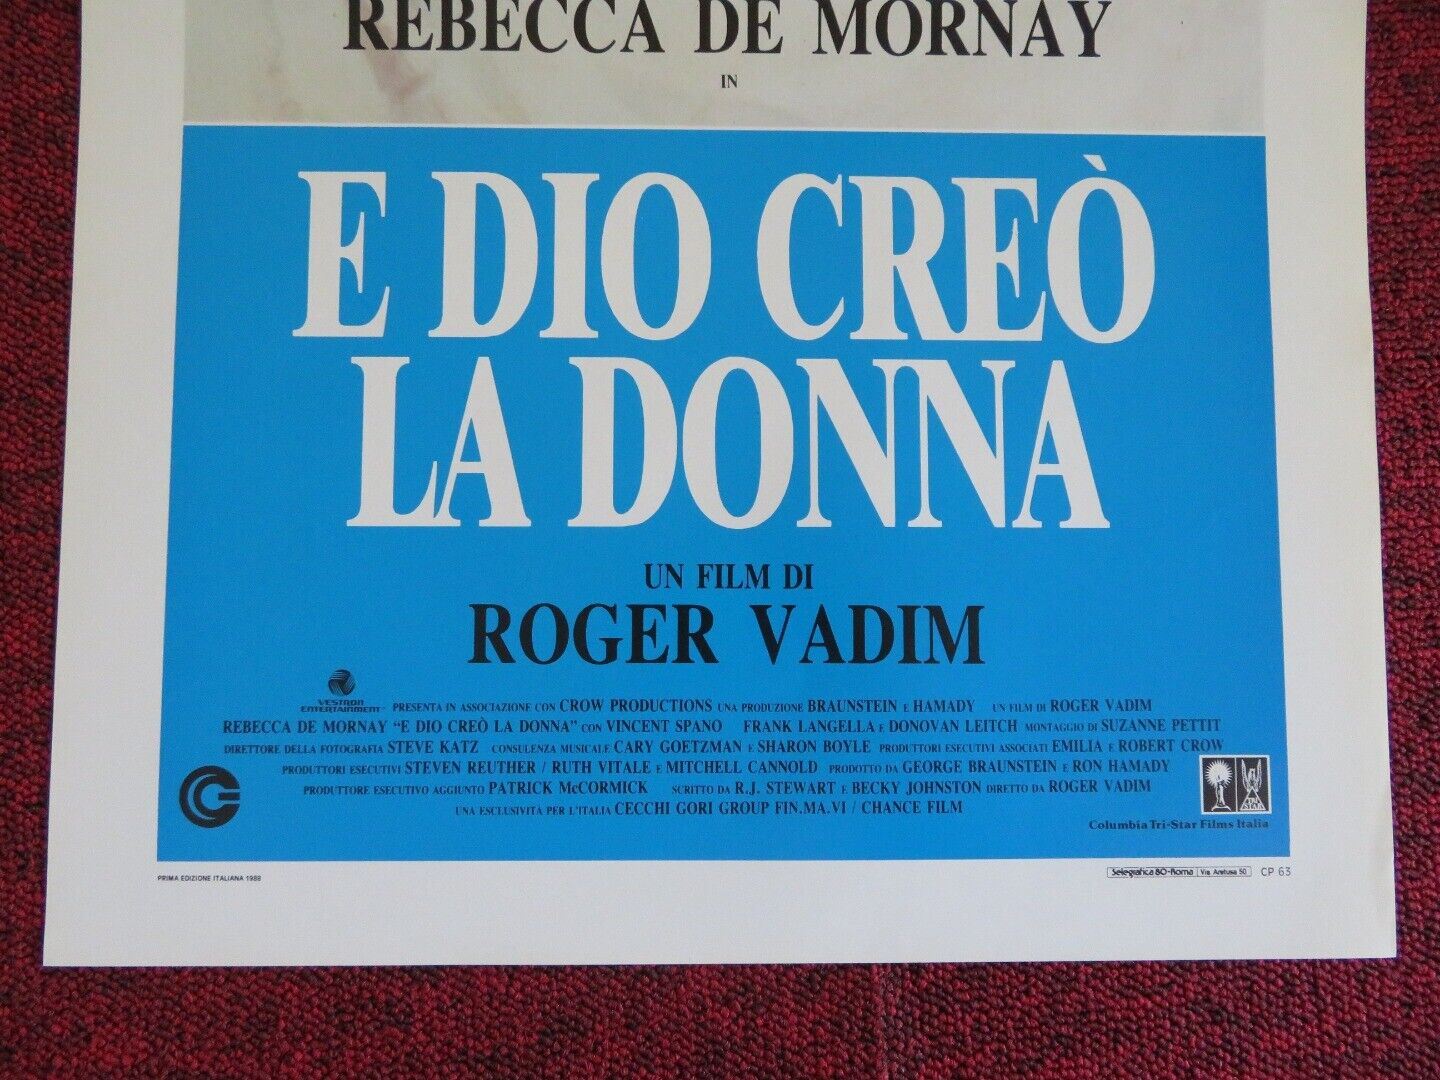 REBECCA DE MORNAY
IN
E DIO CREÒ
LA DONNA
UN FILM DI
ROGER VADIM
VESTRON
ENTERTAINMENT PRESENTA IN ASSOCIAZIONE CON CROW PRODUCTIONS UNA PRODUZIONE BRAUNSTEIN E HAMADY UN FILM DI ROGER VADIM
REBECCA DE MORNAY “E DIO CREÒ LA DONNA” CON VINCENT SPANO FRANK LANGELLA E DONOVAN LEITCH MONTAGGIO DI SUZANNE PETTIT
DIRETTORE DELLA FOTOGRAFIA STEVE KATZ CONSULENZA MUSICALE CARY GOETZMAN E SHARON BOYLE PRODUTTORI ESECUTIVI ASSOCIATI EMILIA E ROBERT CROW
PRODUTTORI ESECUTIVI STEVEN REUTHER / RUTH VITALE E MITCHELL CANNOLD PRODOTTO DA GEORGE BRAUNSTEIN E RON HAMADY
PRODUTTORE ESECUTIVO AGGIUNTO PATRICK McCORMICK SCRITTO DA R.J. STEWART E BECKY JOHNSTON DIRETTO DA ROGER VADIM
UNA ESCLUSIVITÀ PER L'ITALIA CECCHI GORI GROUP FIN.MA.VI / CHANCE FILM
TRI STAR
Columbia Tri-Star Films Italia
PRIMA EDIZIONE ITALIANA 1988
Selegrafica 80-Roma Via Aretusa 50 CP 63